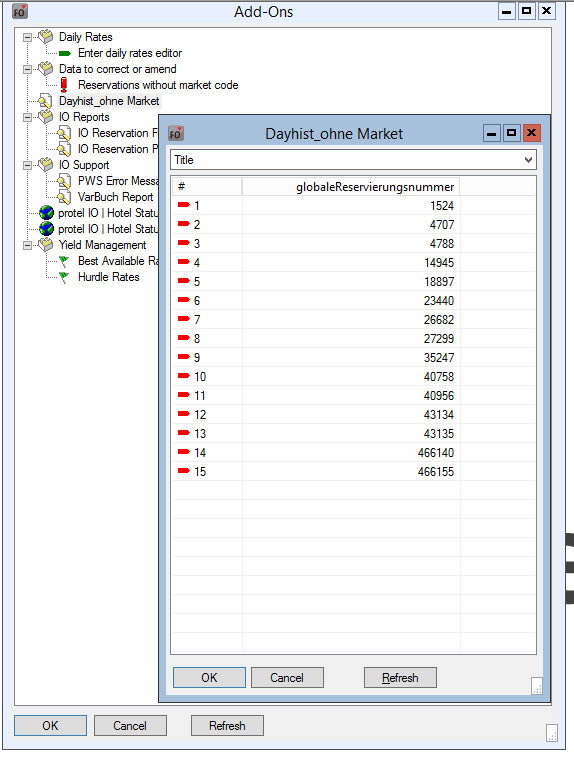 FO Add-Ons
Daily Rates
Enter daily rates editor
Data to correct or amend
Reservations without market code
Dayhist_ohne Market
IO Reports
IO Reservation F
IO Reservation P
IO Support
PWS Error Messa
VarBuch Report
protel IO | Hotel Statu
protel IO | Hotel Statu
Yield Management
Best Available Ra
Hurdle Rates
FO Dayhist_ohne Market
Title
# globaleReservierungsnummer
1 1524
2 4707
3 4788
4 14945
5 18897
6 23440
7 26682
8 27299
9 35247
10 40758
11 40956
12 43134
13 43135
14 466140
15 466155
OK Cancel Refresh
OK Cancel Refresh